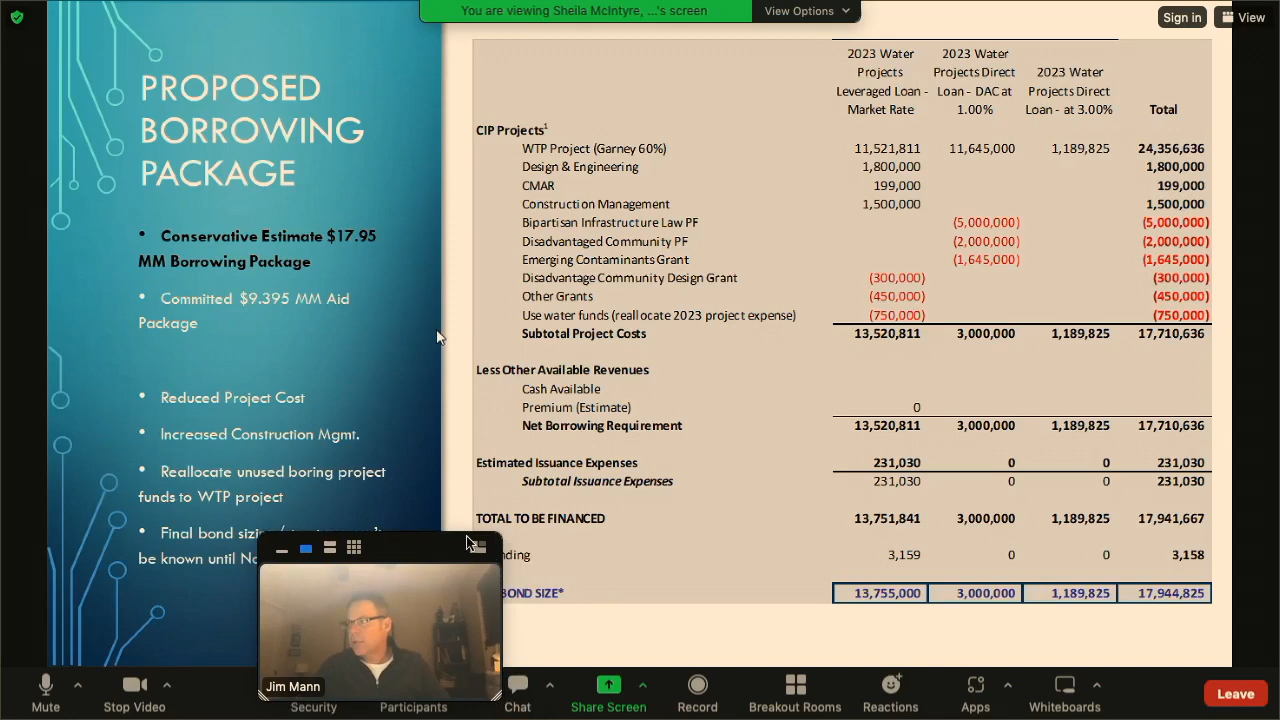 You are viewing Sheila McIntyre, ...'s screen
View Options
Sign in
View
PROPOSED
BORROWING
PACKAGE
• Conservative Estimate $17.95
MM Borrowing Package
• Committed $9.395 MM Aid
Package
• Reduced Project Cost
• Increased Construction Mgmt.
• Reallocate unused boring project
funds to WTP project
• Final bond
be known until
2023 Water Projects Leveraged Loan - Market Rate
2023 Water Projects Direct Loan - DAC at 1.00%
2023 Water Projects Direct Loan - at 3.00%
Total
CIP Projects¹
WTP Project (Garney 60%) 11,521,811 11,645,000 1,189,825 24,356,636
Design & Engineering 1,800,000 1,800,000
CMAR 199,000 199,000
Construction Management 1,500,000 1,500,000
Bipartisan Infrastructure Law PF (5,000,000) (5,000,000)
Disadvantaged Community PF (2,000,000) (2,000,000)
Emerging Contaminants Grant (1,645,000) (1,645,000)
Disadvantage Community Design Grant (300,000) (300,000)
Other Grants (450,000) (450,000)
Use water funds (reallocate 2023 project expense) (750,000) (750,000)
Subtotal Project Costs 13,520,811 3,000,000 1,189,825 17,710,636
Less Other Available Revenues
Cash Available
Premium (Estimate) 0
Net Borrowing Requirement 13,520,811 3,000,000 1,189,825 17,710,636
Estimated Issuance Expenses 231,030 0 0 231,030
Subtotal Issuance Expenses 231,030 0 0 231,030
TOTAL TO BE FINANCED 13,751,841 3,000,000 1,189,825 17,941,667
3,159 0 0 3,158
BOND SIZE* 13,755,000 3,000,000 1,189,825 17,944,825
Jim Mann
Mute
Stop Video
Security
Participants
Chat
Share Screen
Record
Breakout Rooms
Reactions
Apps
Whiteboards
Leave